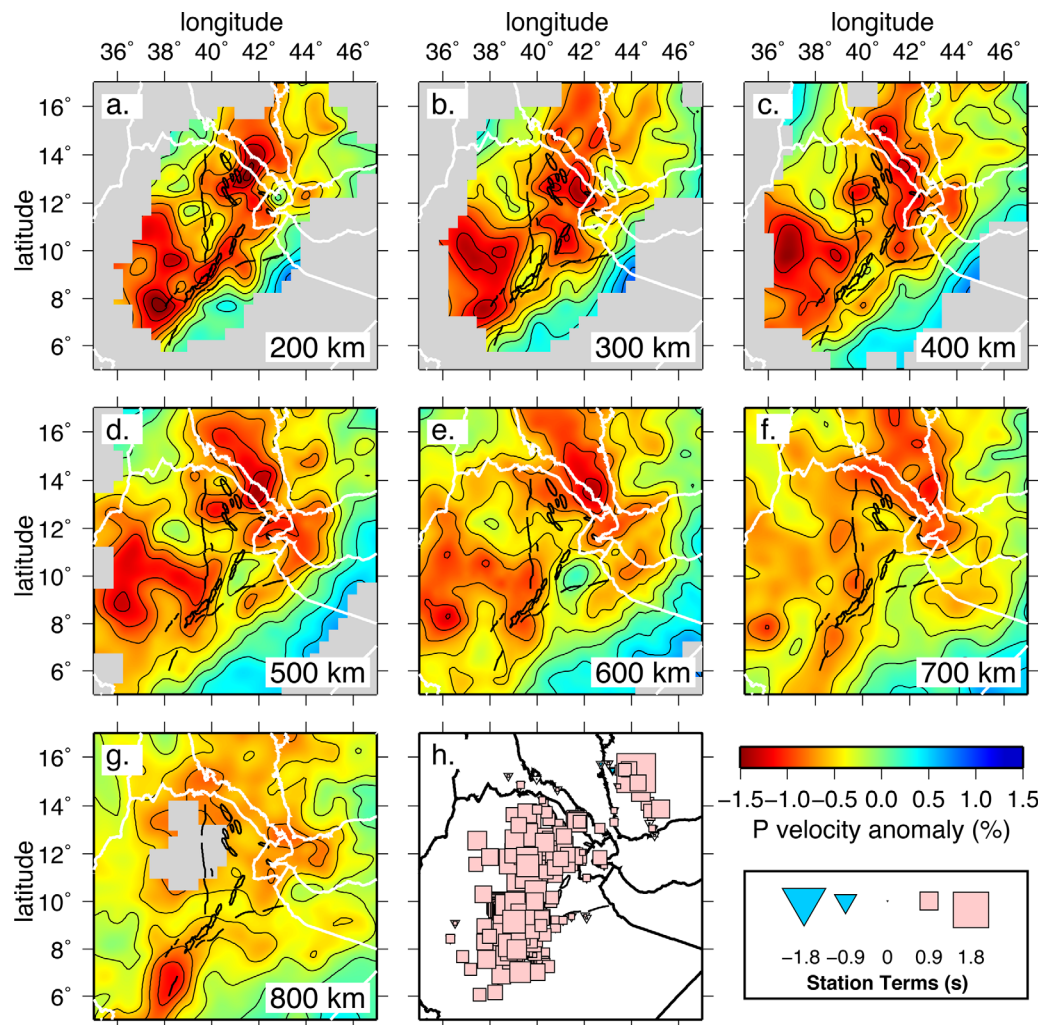 longitude longitude longitude
36° 38° 40° 42° 44° 46° 36° 38° 40° 42° 44° 46° 36° 38° 40° 42° 44° 46°
a. b. c.
16°
14°
12°
10°
8°
6°
latitude
200 km 300 km 400 km
d. e. f.
16°
14°
12°
10°
8°
6°
latitude
500 km 600 km 700 km
g. h.
16°
14°
12°
10°
8°
6°
latitude
800 km
−1.5 −1.0 −0.5 0.0 0.5 1.0 1.5
P velocity anomaly (%)
−1.8 −0.9 0 0.9 1.8
Station Terms (s)